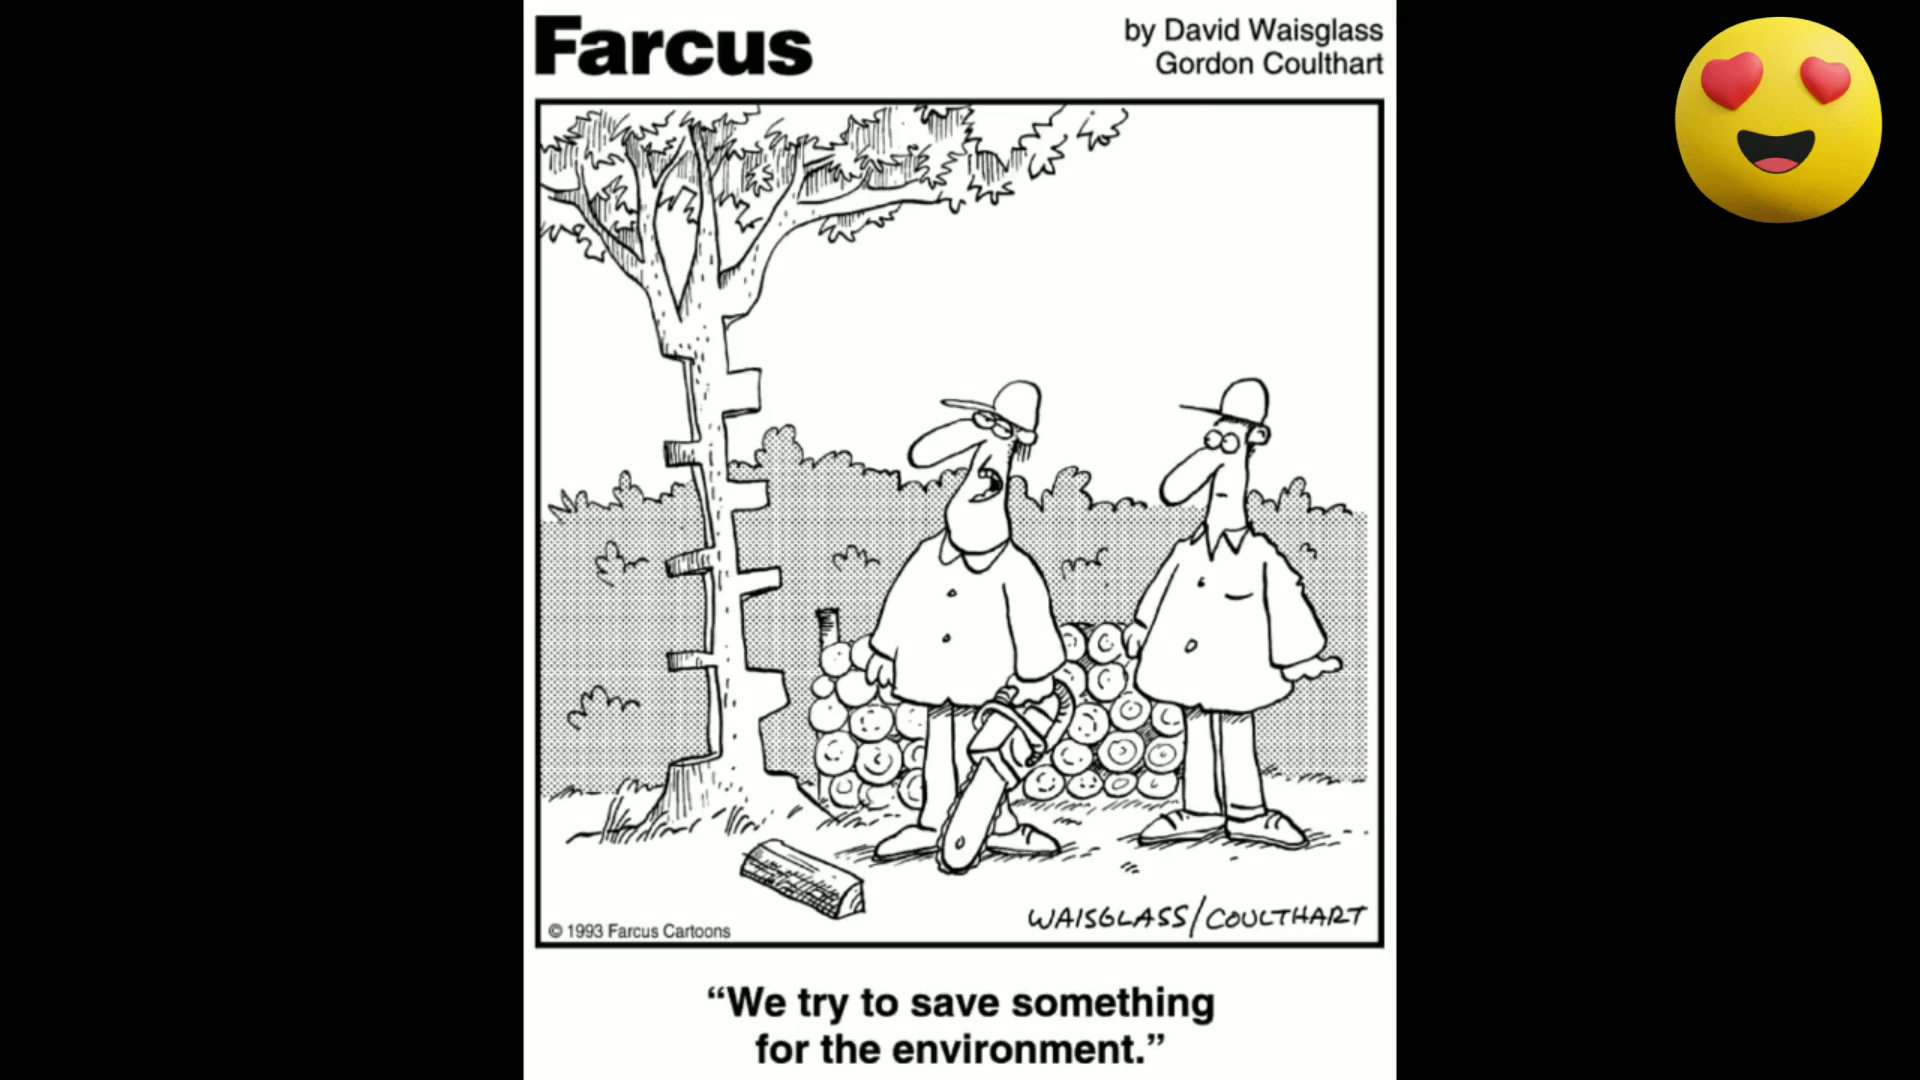 Farcus
by David Waisglass
Gordon Coulthart
© 1993 Farcus Cartoons
WAISGLASS/COULTHART
“We try to save something
for the environment.”